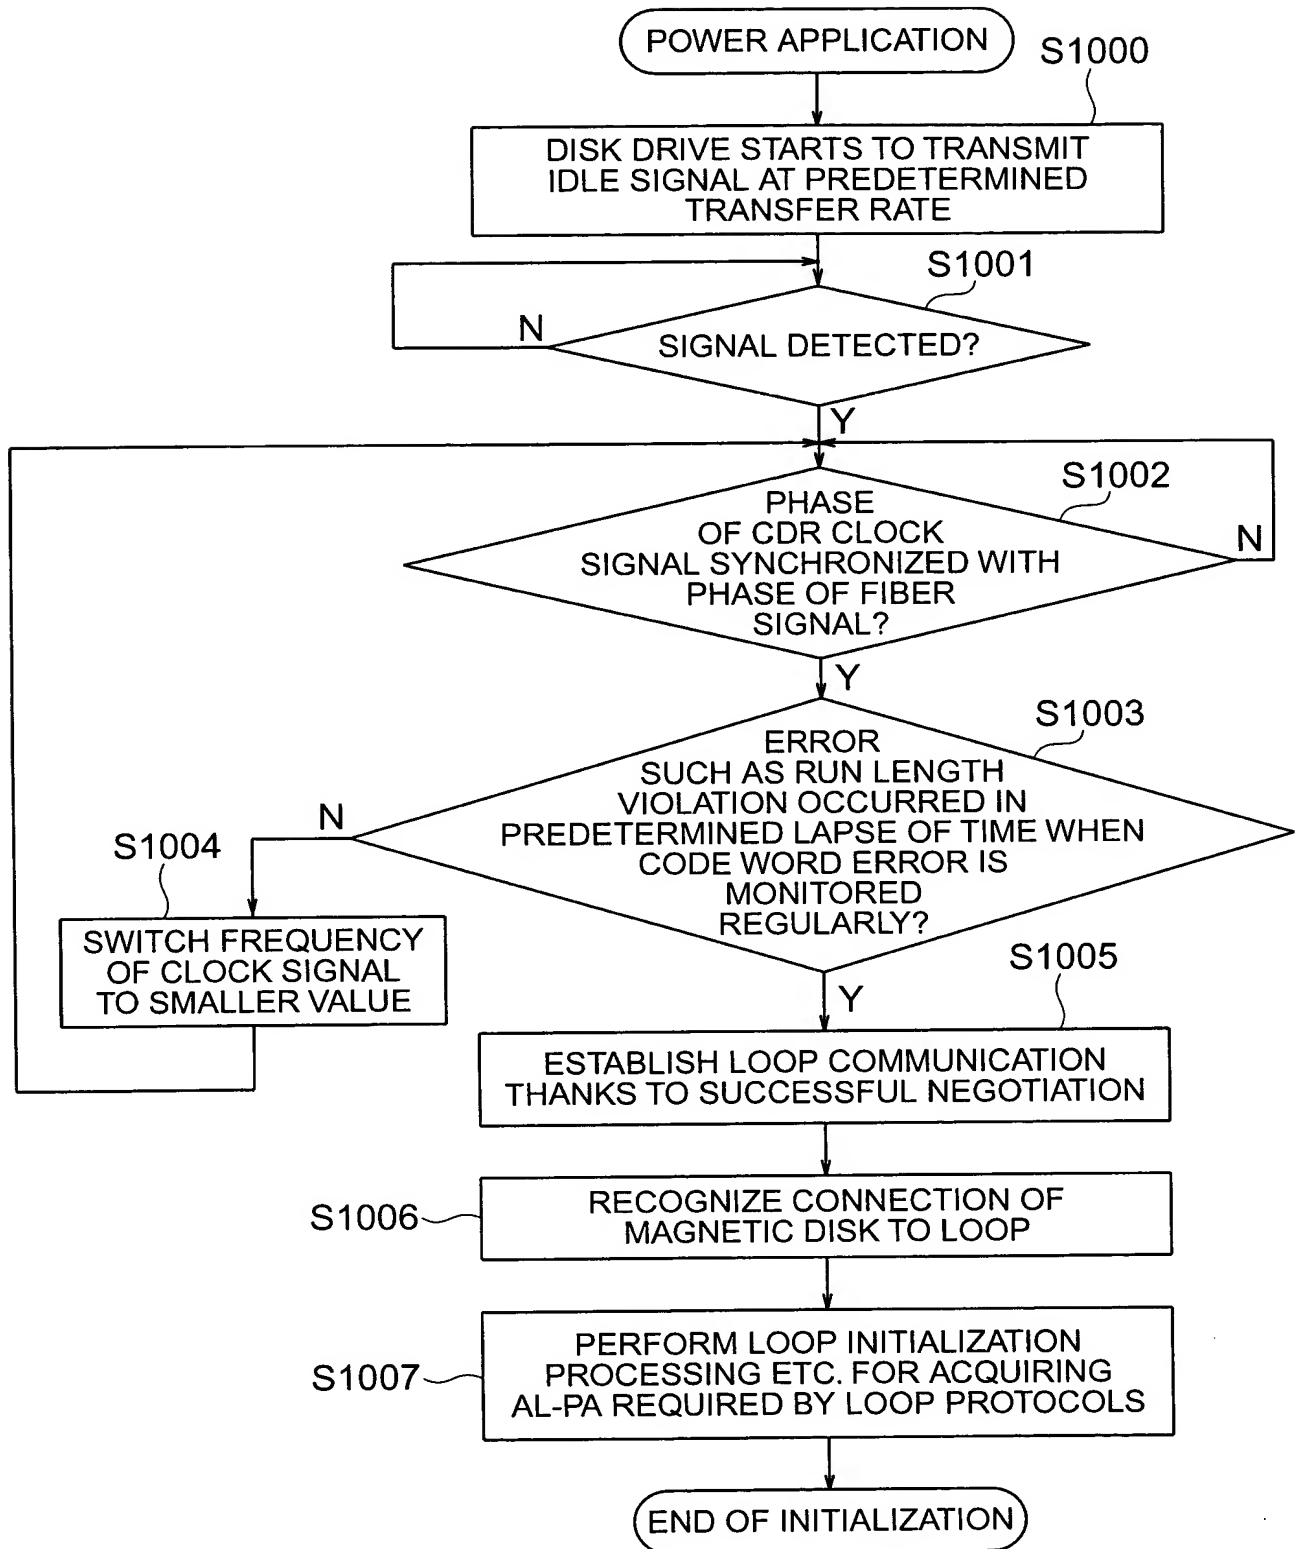 POWER APPLICATION
S1000
DISK DRIVE STARTS TO TRANSMIT
IDLE SIGNAL AT PREDETERMINED
TRANSFER RATE
S1001
N
SIGNAL DETECTED?
Y
S1002
PHASE
OF CDR CLOCK
N
SIGNAL SYNCHRONIZED WITH
PHASE OF FIBER
SIGNAL?
Y
S1003
ERROR
SUCH AS RUN LENGTH
VIOLATION OCCURRED IN
PREDETERMINED LAPSE OF TIME WHEN
CODE WORD ERROR IS
MONITORED
REGULARLY?
N
S1004
SWITCH FREQUENCY
OF CLOCK SIGNAL
TO SMALLER VALUE
Y
S1005
ESTABLISH LOOP COMMUNICATION
THANKS TO SUCCESSFUL NEGOTIATION
S1006
RECOGNIZE CONNECTION OF
MAGNETIC DISK TO LOOP
S1007
PERFORM LOOP INITIALIZATION
PROCESSING ETC. FOR ACQUIRING
AL-PA REQUIRED BY LOOP PROTOCOLS
END OF INITIALIZATION